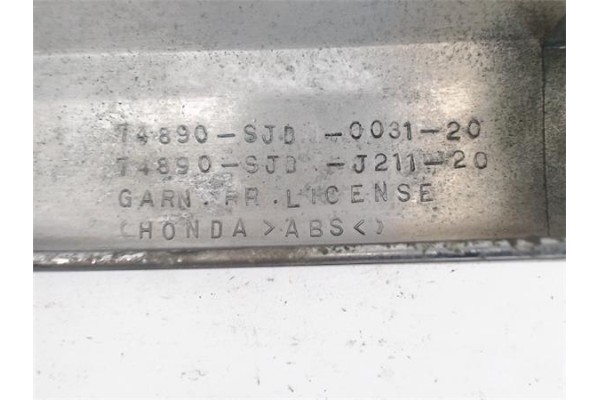 74890-SJD -0031-20
74890-SJD -J211-20
GARN.RR.LICENSE
(HONDA>ABS<)